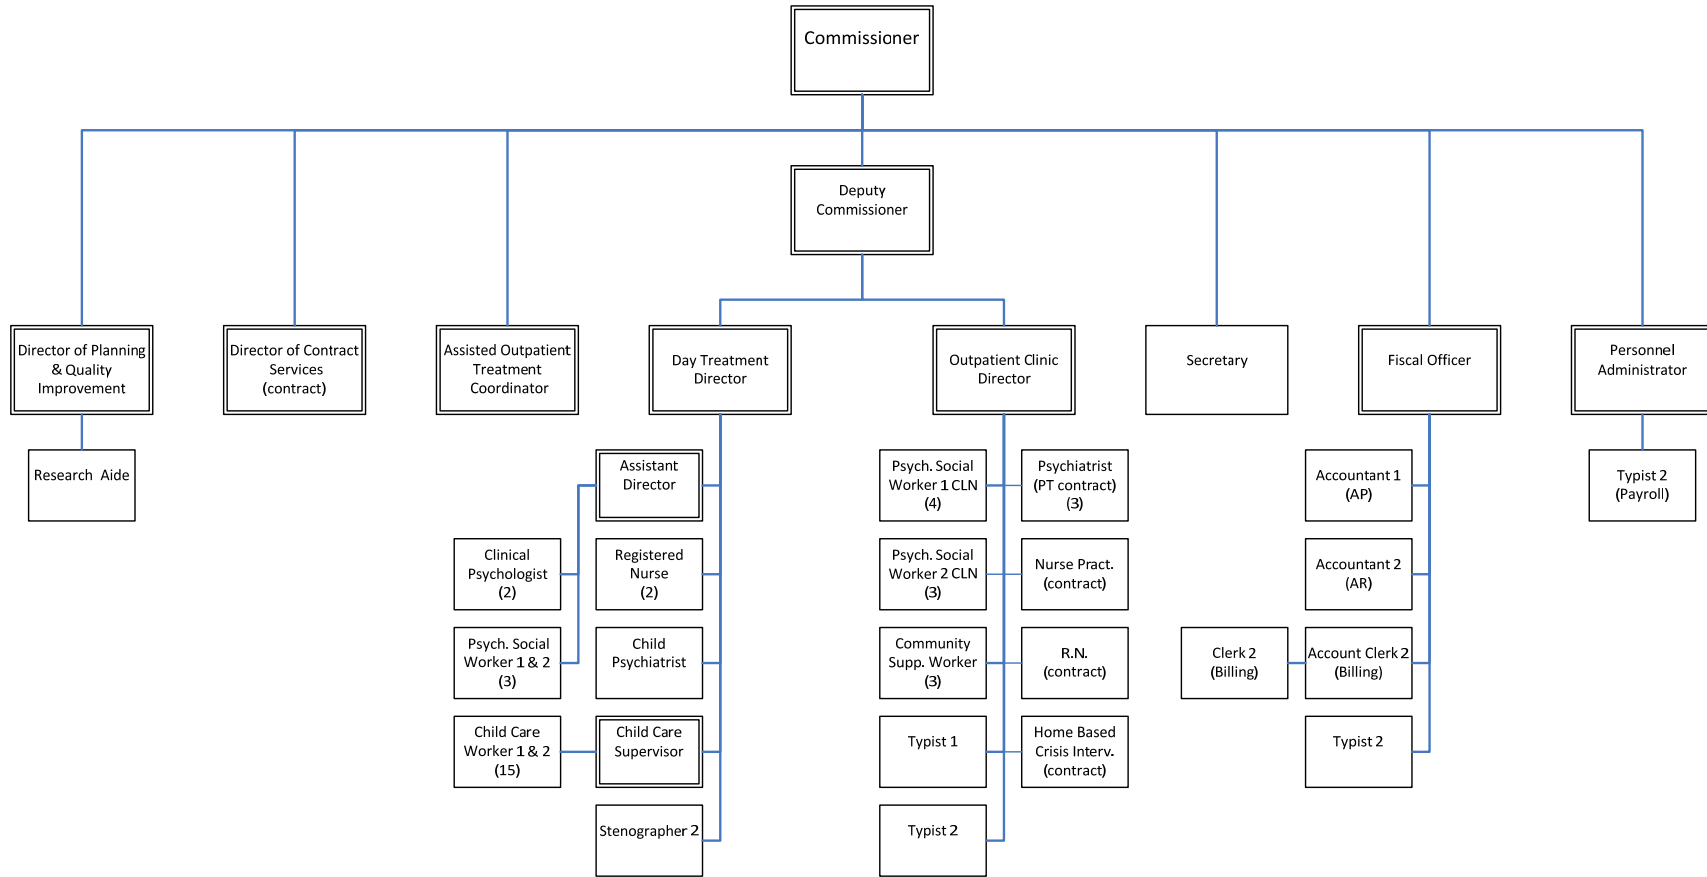 Commissioner
Deputy
Commissioner
Director of Planning
& Quality
Improvement
Director of Contract
Services
(contract)
Assisted Outpatient
Treatment
Coordinator
Day Treatment
Director
Outpatient Clinic
Director
Secretary
Fiscal Officer
Personnel
Administrator
Research Aide
Assistant
Director
Psych. Social
Worker 1 CLN
(4)
Psychiatrist
(PT contract)
(3)
Accountant 1
(AP)
Typist 2
(Payroll)
Clinical
Psychologist
(2)
Registered
Nurse
(2)
Psych. Social
Worker 2 CLN
(3)
Nurse Pract.
(contract)
Accountant 2
(AR)
Psych. Social
Worker 1 & 2
(3)
Child
Psychiatrist
Community
Supp. Worker
(3)
R.N.
(contract)
Clerk 2
(Billing)
Account Clerk 2
(Billing)
Child Care
Worker 1 & 2
(15)
Child Care
Supervisor
Typist 1
Home Based
Crisis Interv.
(contract)
Typist 2
Stenographer 2
Typist 2